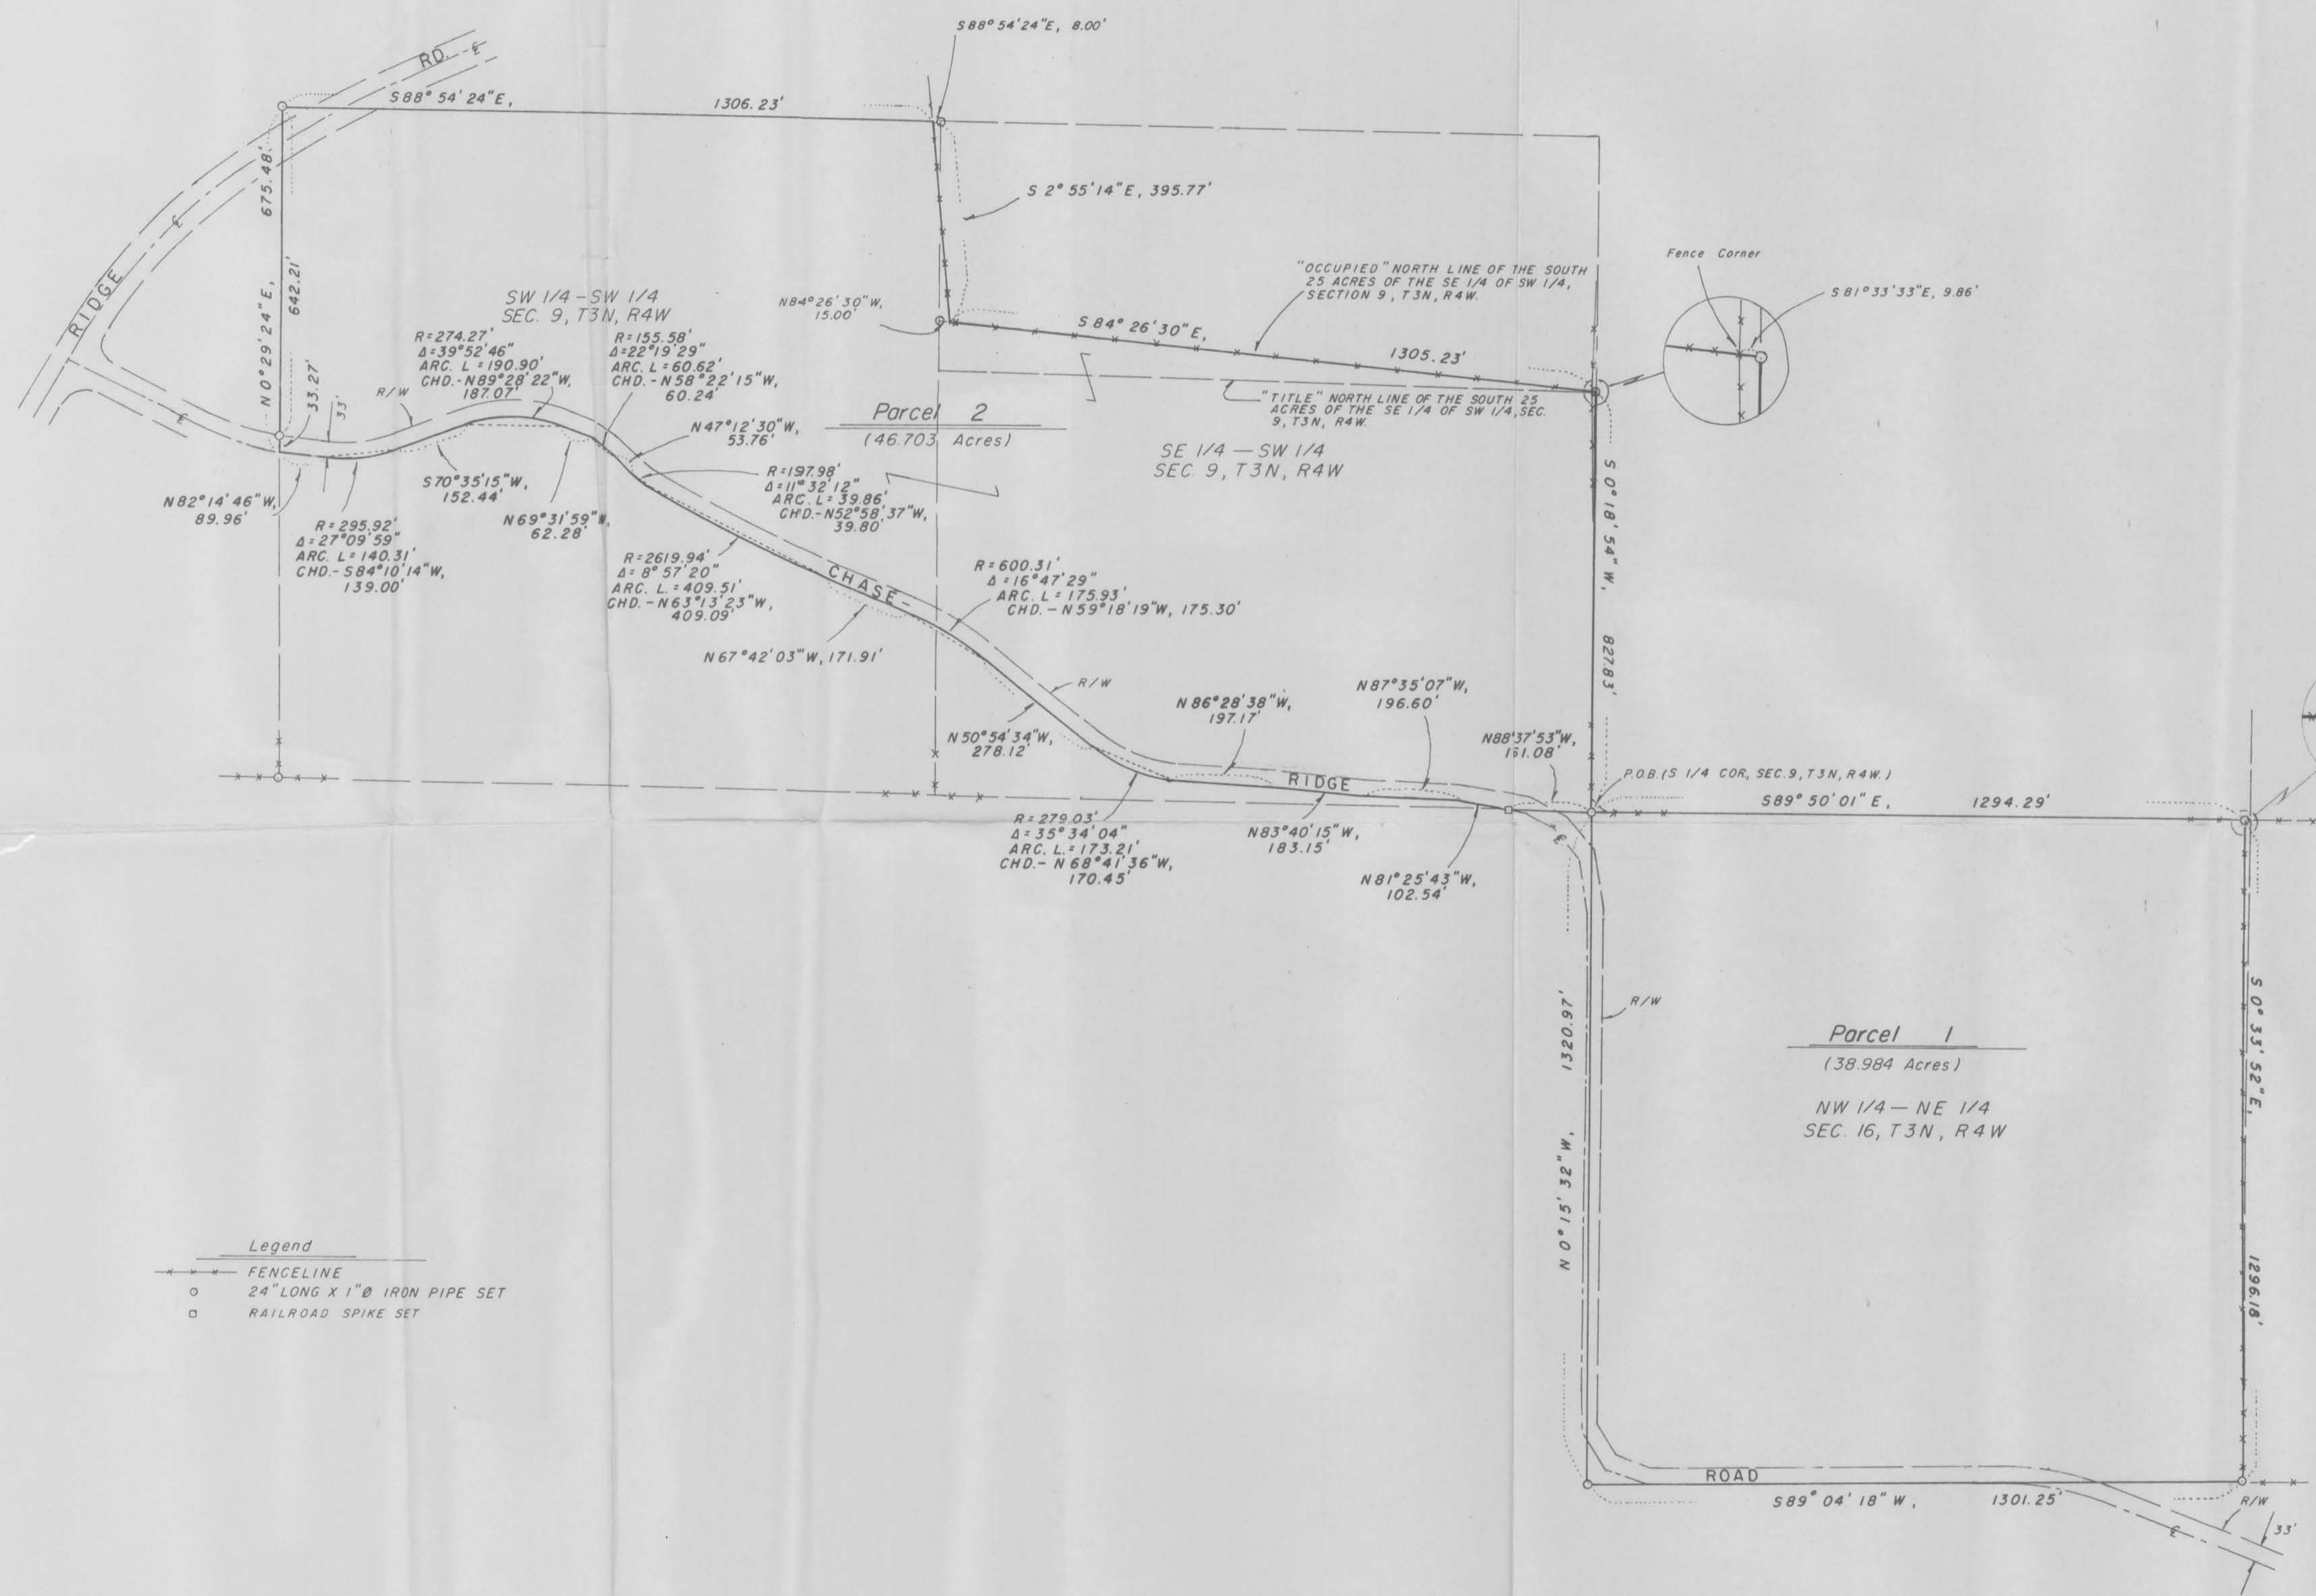 S88°54'24"E, 8.00'
RD.
S88°54'24"E, 1306.23'
S 2°55'14"E, 395.77'
N 0°29'24"E, 675.48'
642.21'
33.27'
33'
RIDGE
SW 1/4 - SW 1/4
SEC. 9, T3N, R4W
R=274.27'
Δ=39°52'46"
ARC. L=190.90'
CHD.-N89°28'22"W,
187.07'
R/W
R=155.58'
Δ=22°19'29"
ARC. L=60.62'
CHD.-N58°22'15"W,
60.24'
N84°26'30"W,
15.00'
"OCCUPIED" NORTH LINE OF THE SOUTH
25 ACRES OF THE SE 1/4 OF SW 1/4,
SECTION 9, T3N, R4W.
S 84°26'30"E, 1305.23'
Fence Corner
S 81°33'33"E, 9.86'
"TITLE" NORTH LINE OF THE SOUTH 25
ACRES OF THE SE 1/4 OF SW 1/4, SEC.
9, T3N, R4W.
Parcel 2
(46.703 Acres)
SE 1/4 — SW 1/4
SEC. 9, T3N, R4W
N47°12'30"W,
53.76'
R=197.98'
Δ=11°32'12"
ARC. L=39.86'
CHD.-N52°58'37"W,
39.80'
N82°14'46"W,
89.96'
R=295.92'
Δ=27°09'59"
ARC. L=140.31'
CHD.-S84°10'14"W,
139.00'
S70°35'15"W,
152.44'
N69°31'59"W,
62.28'
R=2619.94'
Δ=8°57'20"
ARC. L.=409.51'
CHD.-N63°13'23"W,
409.09'
CHASE-
R=600.31'
Δ=16°47'29"
ARC. L=175.93'
CHD.-N59°18'19"W, 175.30'
N67°42'03"W, 171.91'
R/W
N50°54'34"W,
278.12'
N86°28'38"W,
197.17'
N87°35'07"W,
196.60'
N88°37'53"W,
161.08'
S 0°18'54"W, 827.83'
RIDGE
P.O.B. (S 1/4 COR, SEC. 9, T3N, R4W.)
S89°50'01"E, 1294.29'
R=279.03'
Δ=35°34'04"
ARC. L.=173.21'
CHD.-N68°41'36"W,
170.45'
N83°40'15"W,
183.15'
N81°25'43"W,
102.54'
N 0°15'32"W, 1320.97'
R/W
Parcel 1
(38.984 Acres)
NW 1/4 — NE 1/4
SEC. 16, T3N, R4W
S 0°33'52"E, 1296.18'
ROAD
S89°04'18"W, 1301.25'
R/W
33'
Legend
FENCELINE
24" LONG X 1"Ø IRON PIPE SET
RAILROAD SPIKE SET